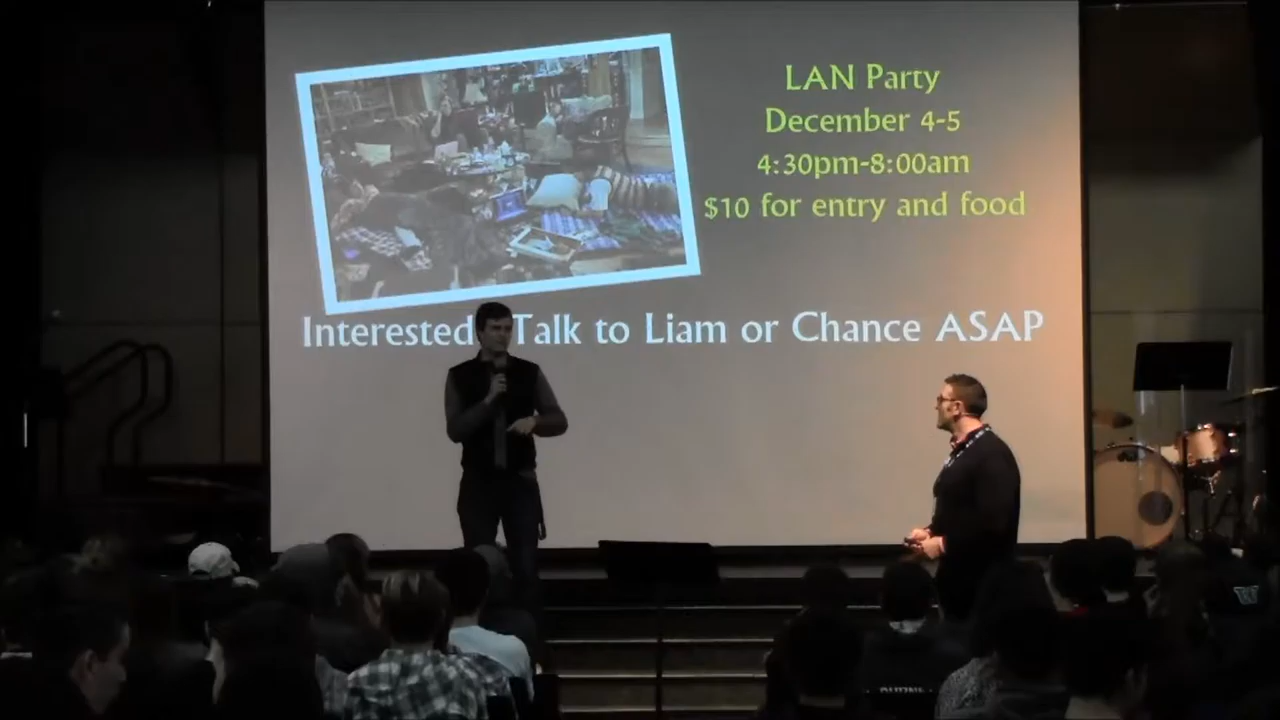 LAN Party
December 4-5
4:30pm-8:00am
$10 for entry and food
Interested Talk to Liam or Chance ASAP
W